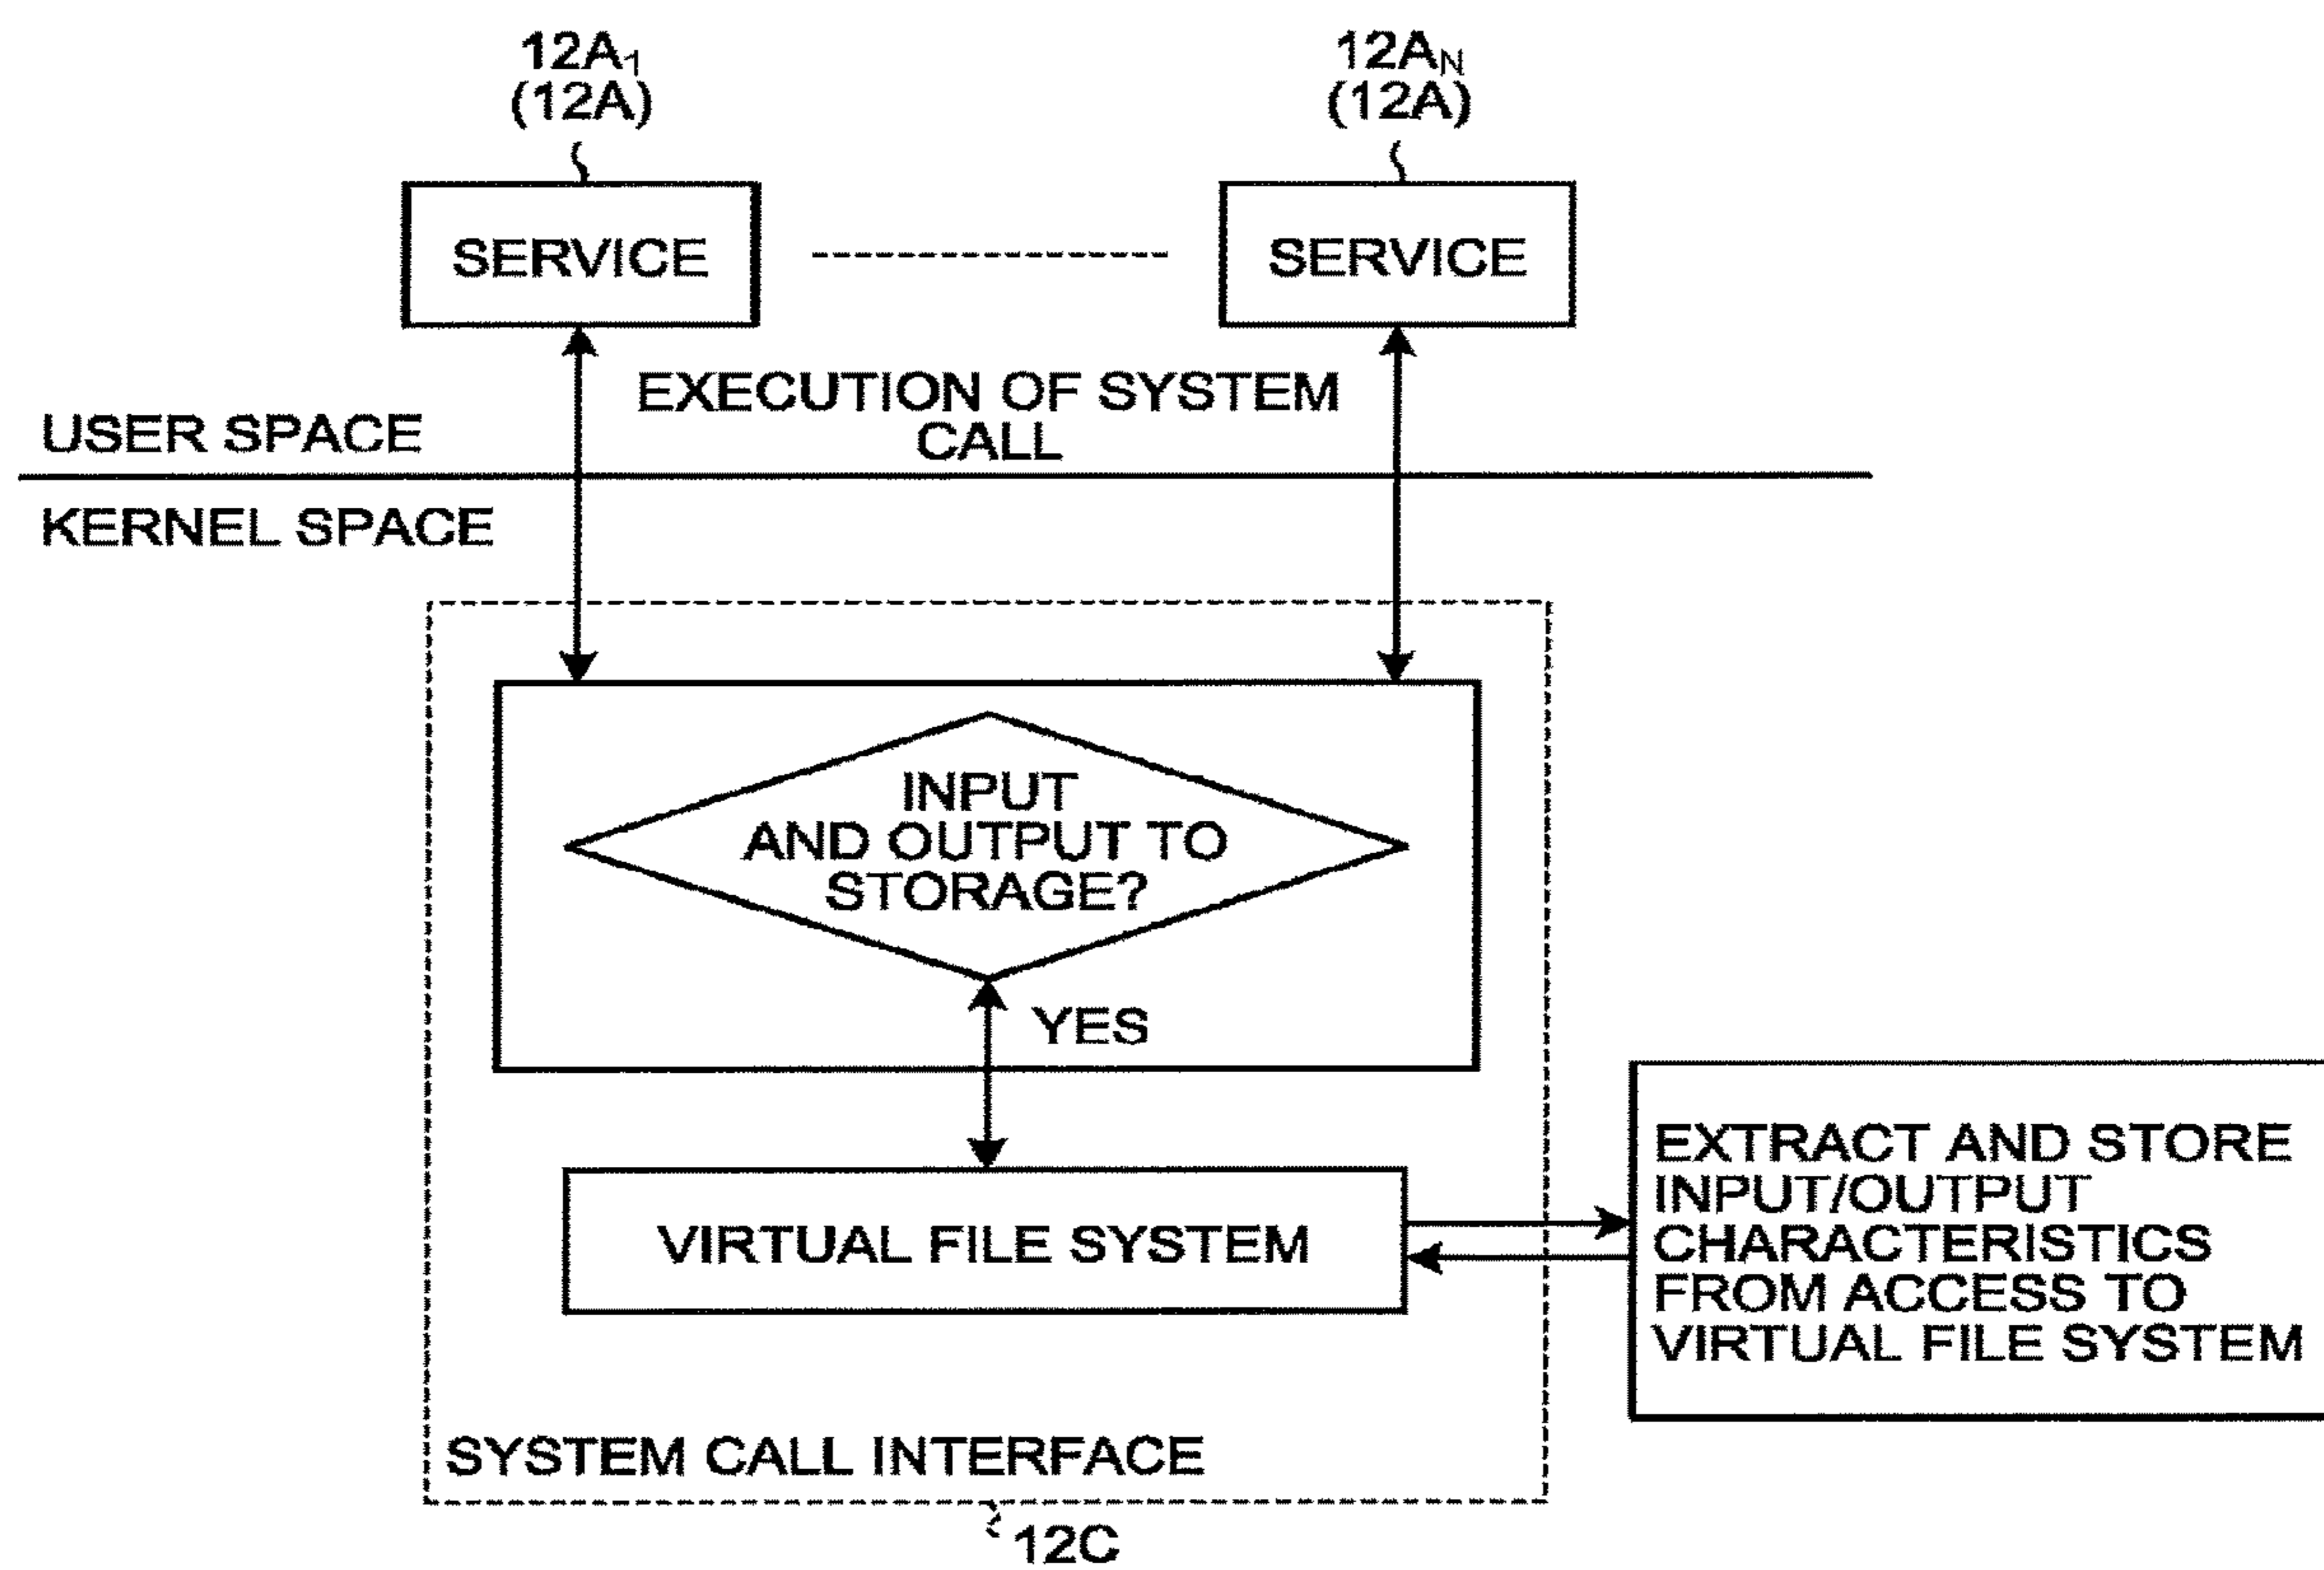 12A₁
(12A)
12Aₙ
(12A)
SERVICE
SERVICE
EXECUTION OF SYSTEM
CALL
USER SPACE
KERNEL SPACE
INPUT
AND OUTPUT TO
STORAGE?
YES
VIRTUAL FILE SYSTEM
EXTRACT AND STORE
INPUT/OUTPUT
CHARACTERISTICS
FROM ACCESS TO
VIRTUAL FILE SYSTEM
SYSTEM CALL INTERFACE
12C